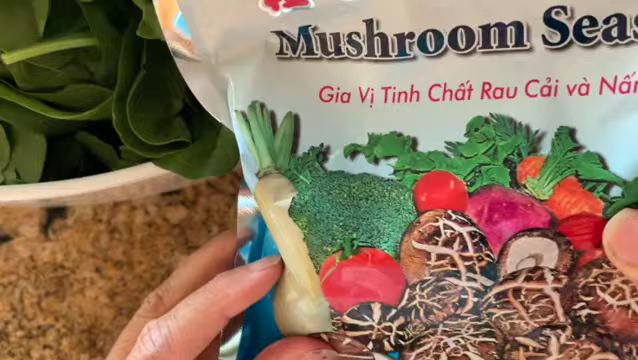 Mushroom Seas
Gia Vị Tinh Chất Rau Cải và Nấm